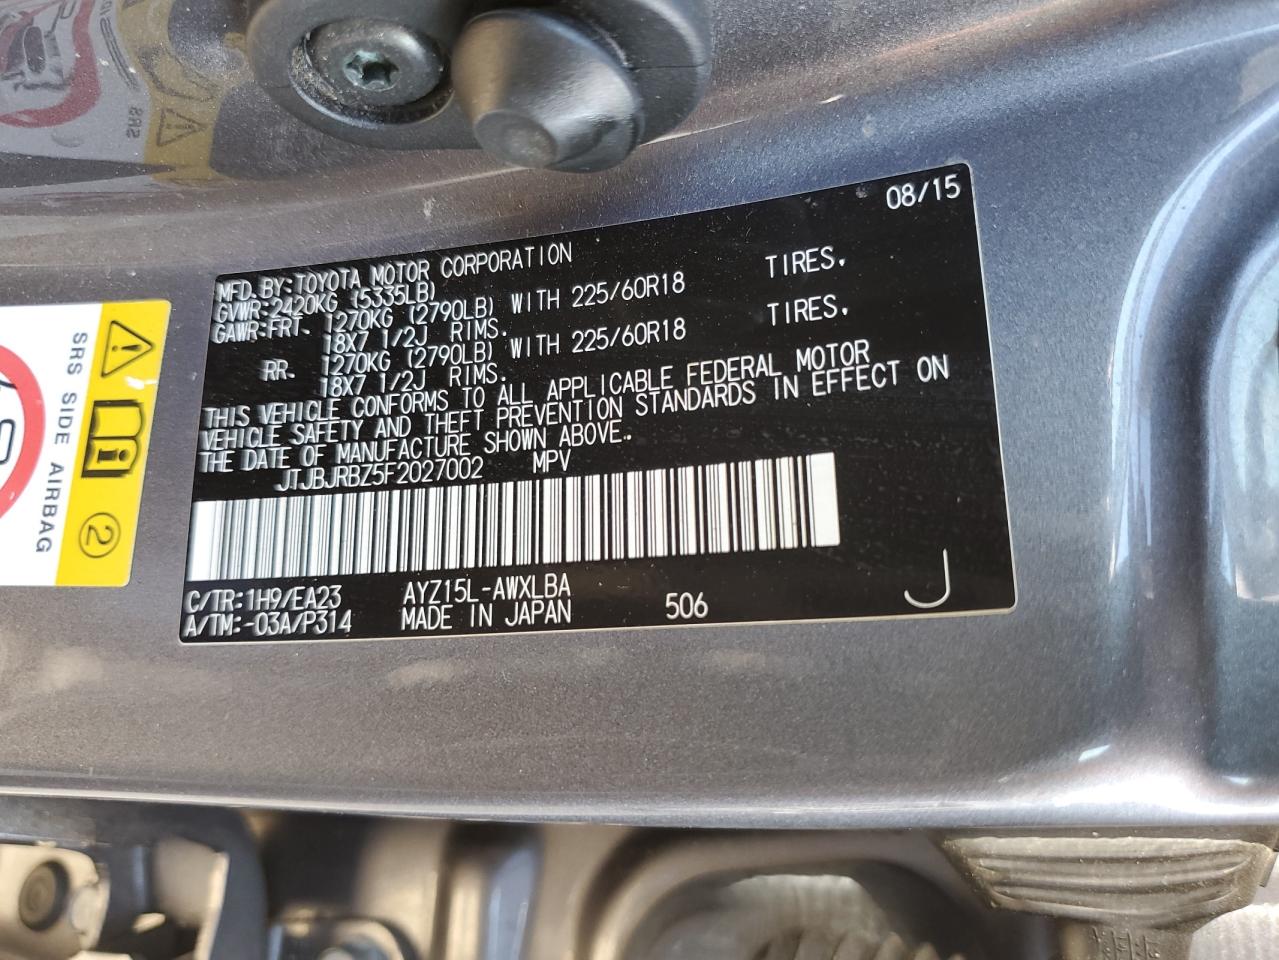 08/15
MFD.BY:TOYOTA MOTOR CORPORATION
GVWR:2420KG (5335LB)
GAWR:FRT. 1270KG (2790LB) WITH 225/60R18 TIRES,
18X7 1/2J RIMS.
RR. 1270KG (2790LB) WITH 225/60R18 TIRES,
18X7 1/2J RIMS.
THIS VEHICLE CONFORMS TO ALL APPLICABLE FEDERAL MOTOR
VEHICLE SAFETY AND THEFT PREVENTION STANDARDS IN EFFECT ON
THE DATE OF MANUFACTURE SHOWN ABOVE.
JTJBJRBZ5F2027002 MPV
C/TR:1H9/EA23 AYZ15L-AWXLBA
A/TM:-03A/P314 MADE IN JAPAN 506 J
SRS SIDE AIRBAG
2
SRS